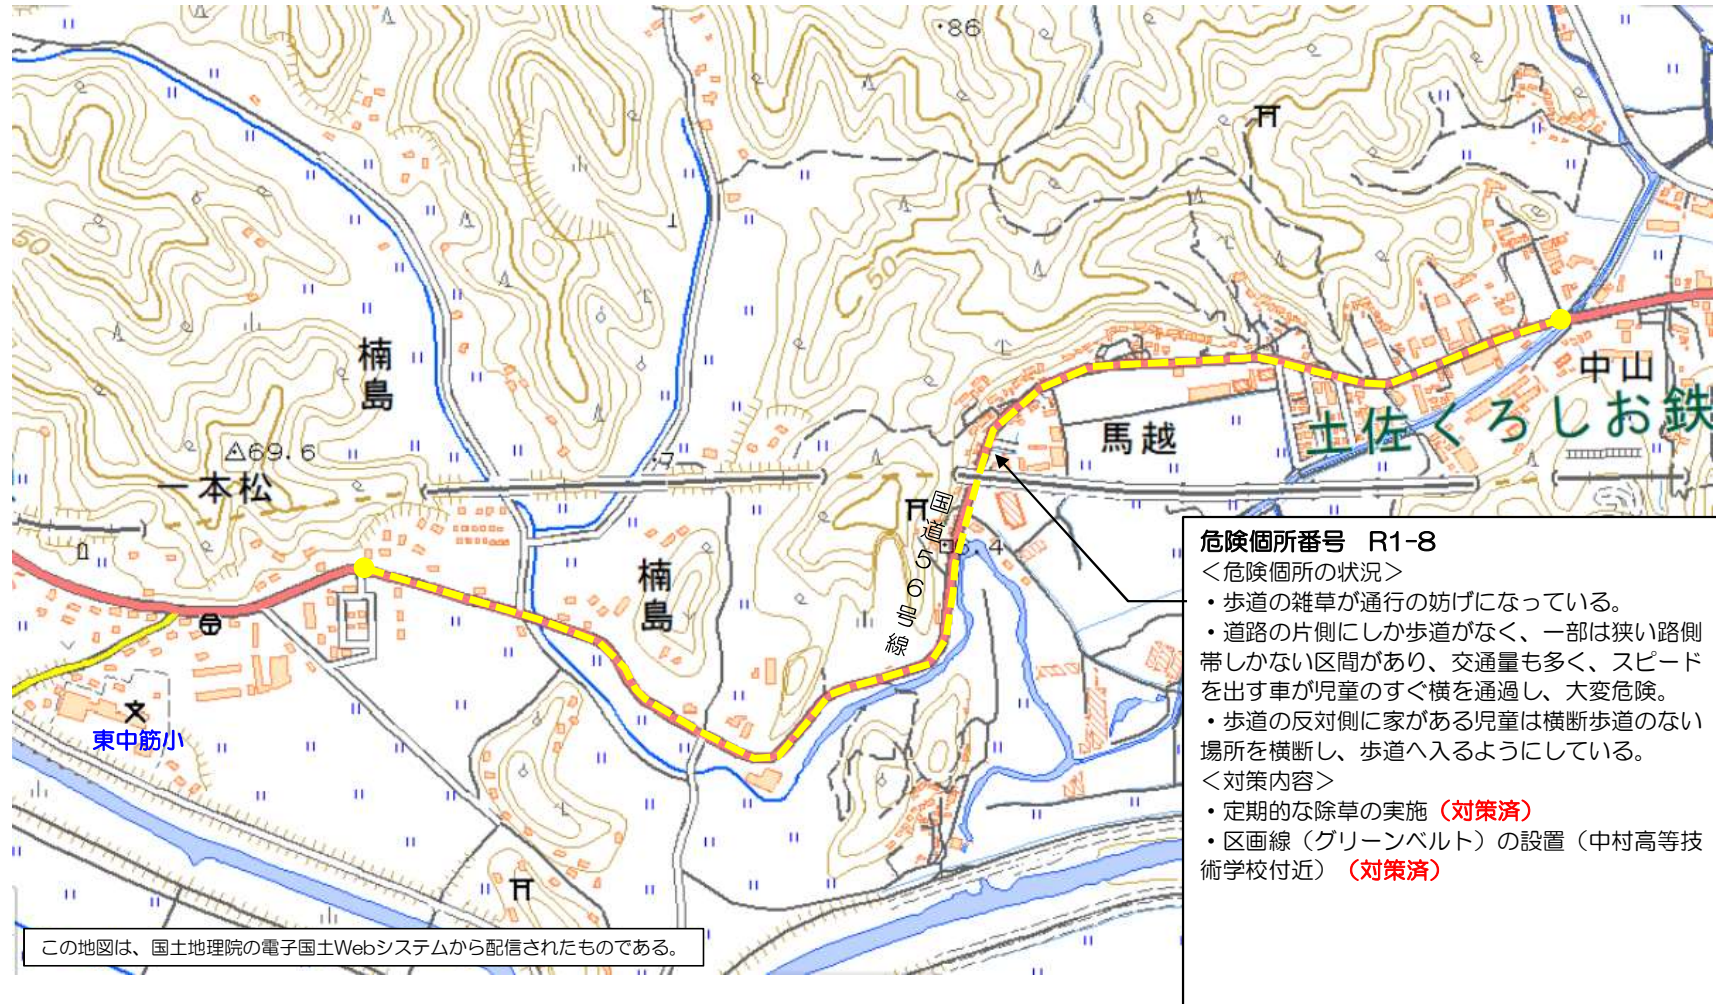 86
50
50
楠島
△69.6
一本松
楠島
馬越
中山
土佐くろしお鉄
国道56号線
東中筋小
危険個所番号 R1-8
＜危険個所の状況＞
・歩道の雑草が通行の妨げになっている。
・道路の片側にしか歩道がなく、一部は狭い路側
帯しかない区間があり、交通量も多く、スピード
を出す車が児童のすぐ横を通過し、大変危険。
・歩道の反対側に家がある児童は横断歩道のない
場所を横断し、歩道へ入るようにしている。
＜対策内容＞
・定期的な除草の実施（対策済）
・区画線（グリーンベルト）の設置（中村高等技
術学校付近）（対策済）
この地図は、国土地理院の電子国土Webシステムから配信されたものである。